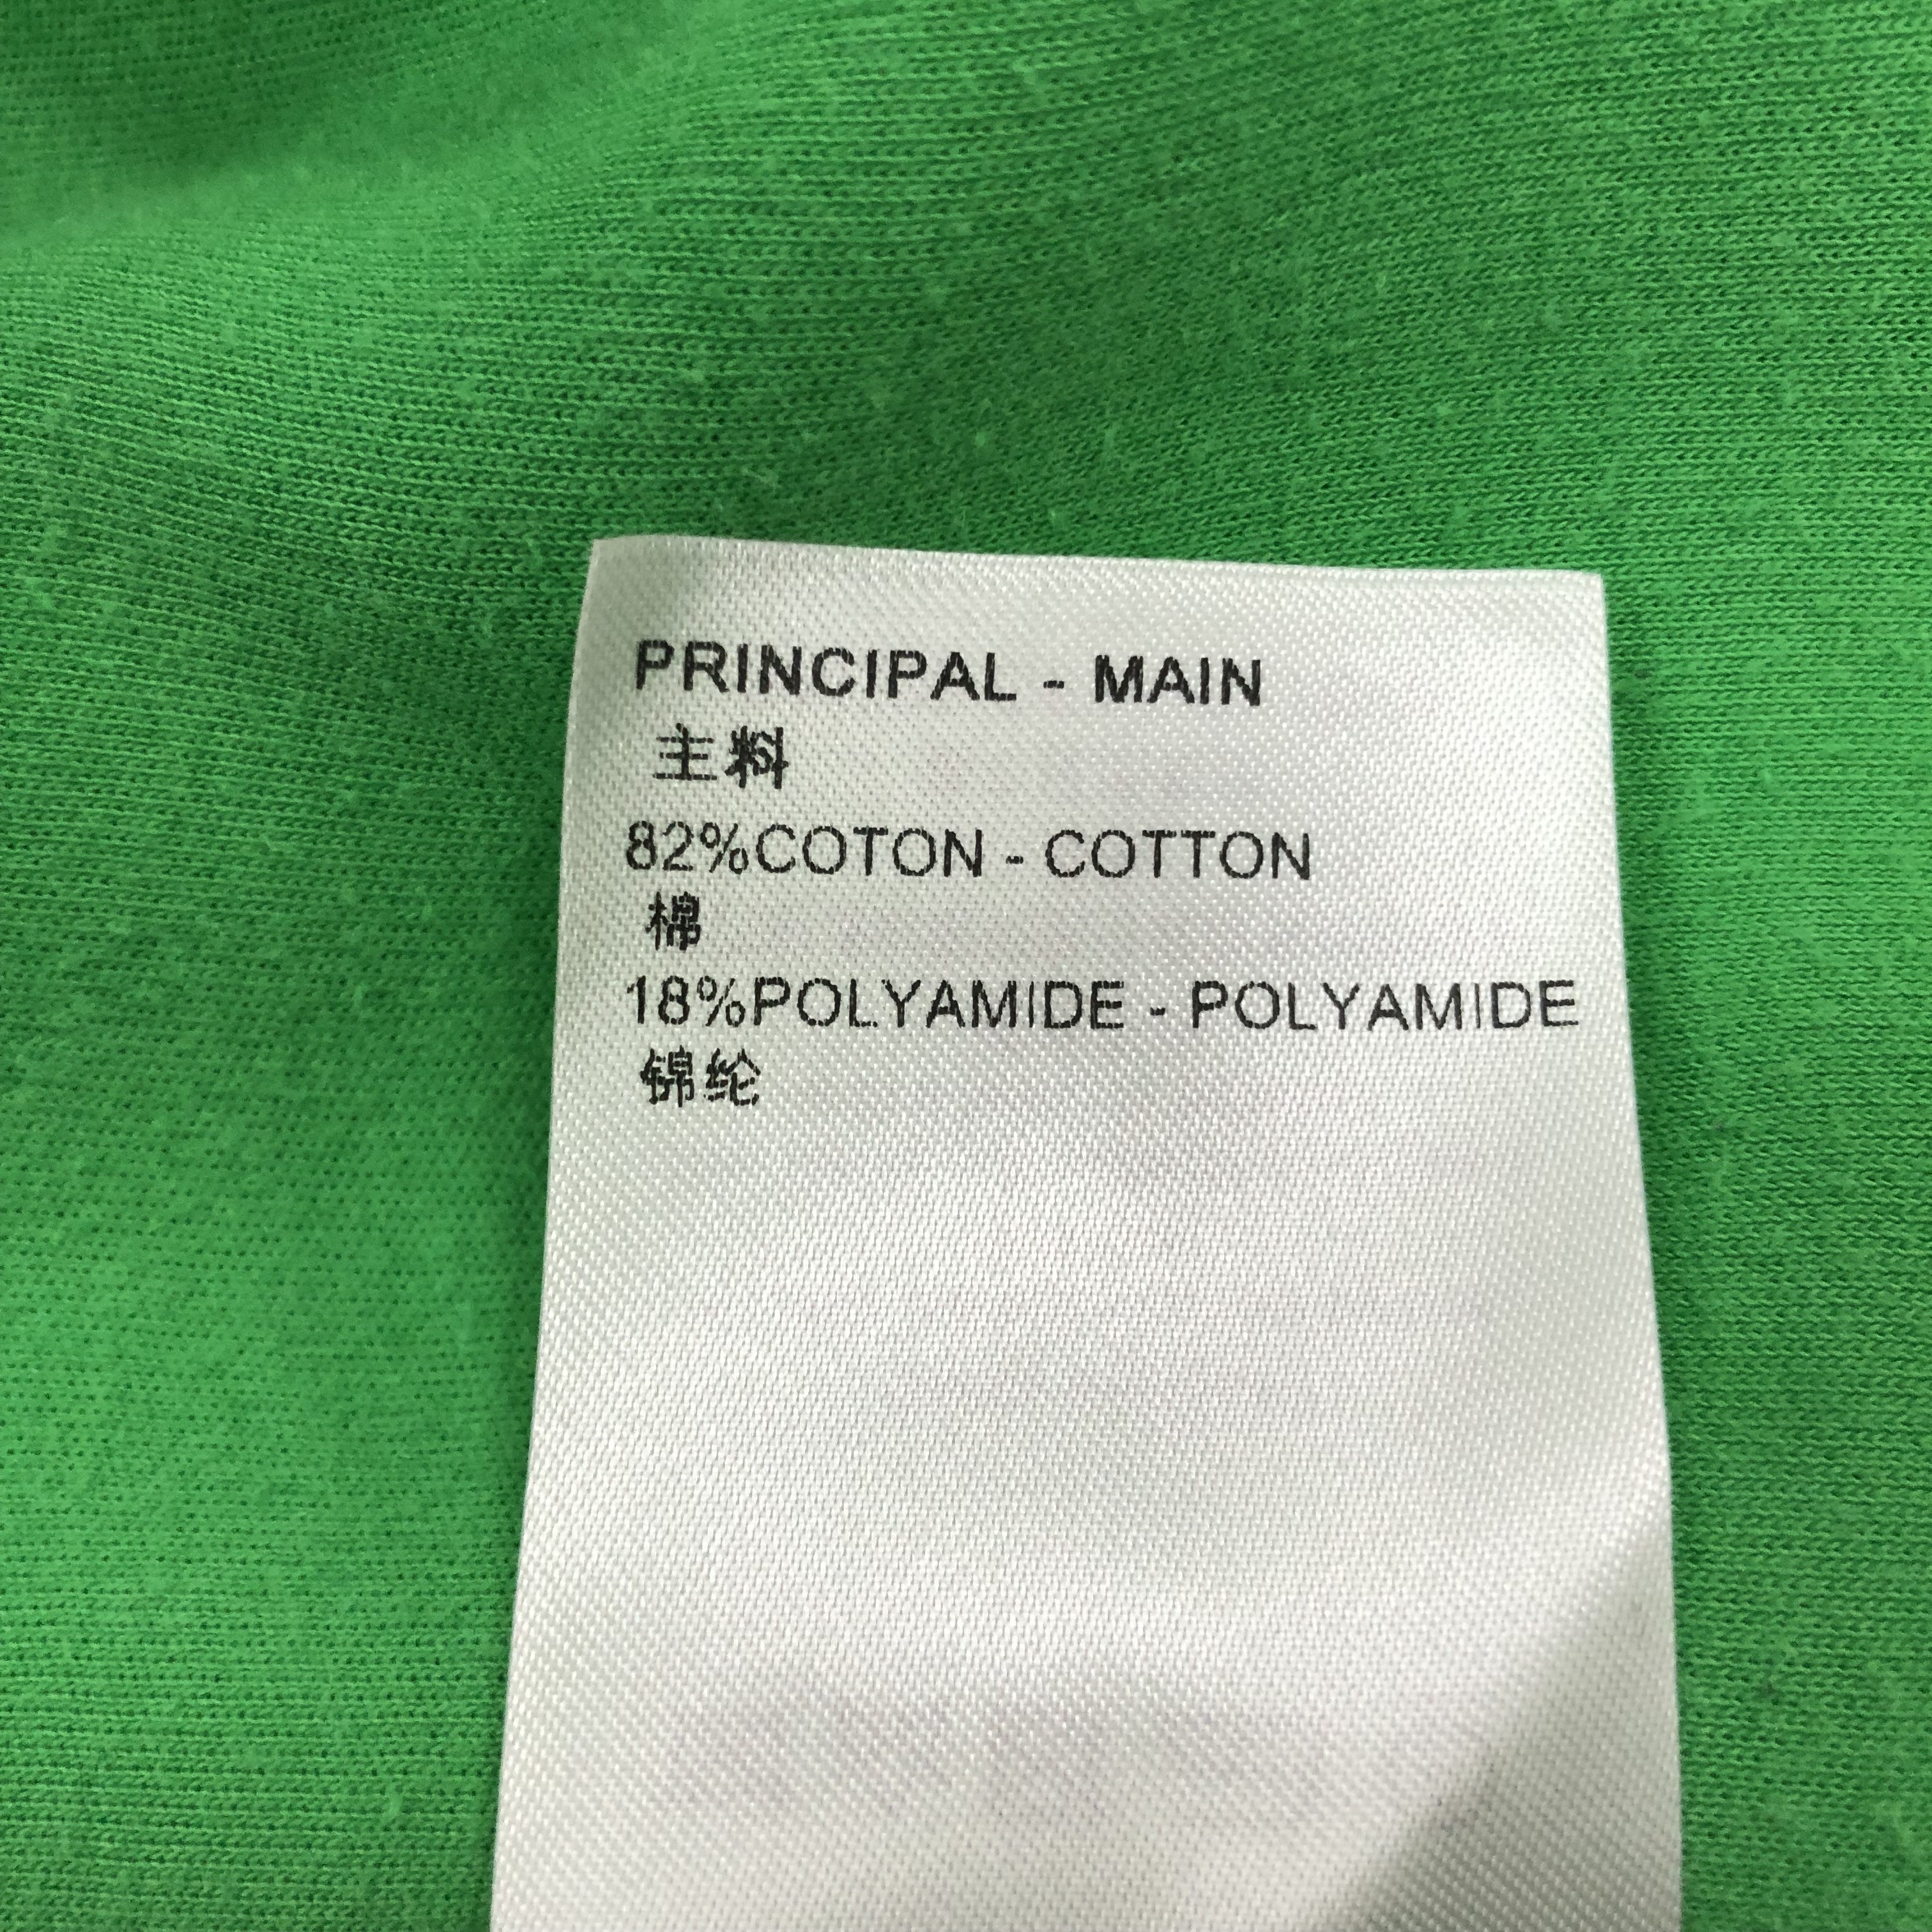 PRINCIPAL - MAIN
主料
82%COTON - COTTON
棉
18%POLYAMIDE - POLYAMIDE
锦纶